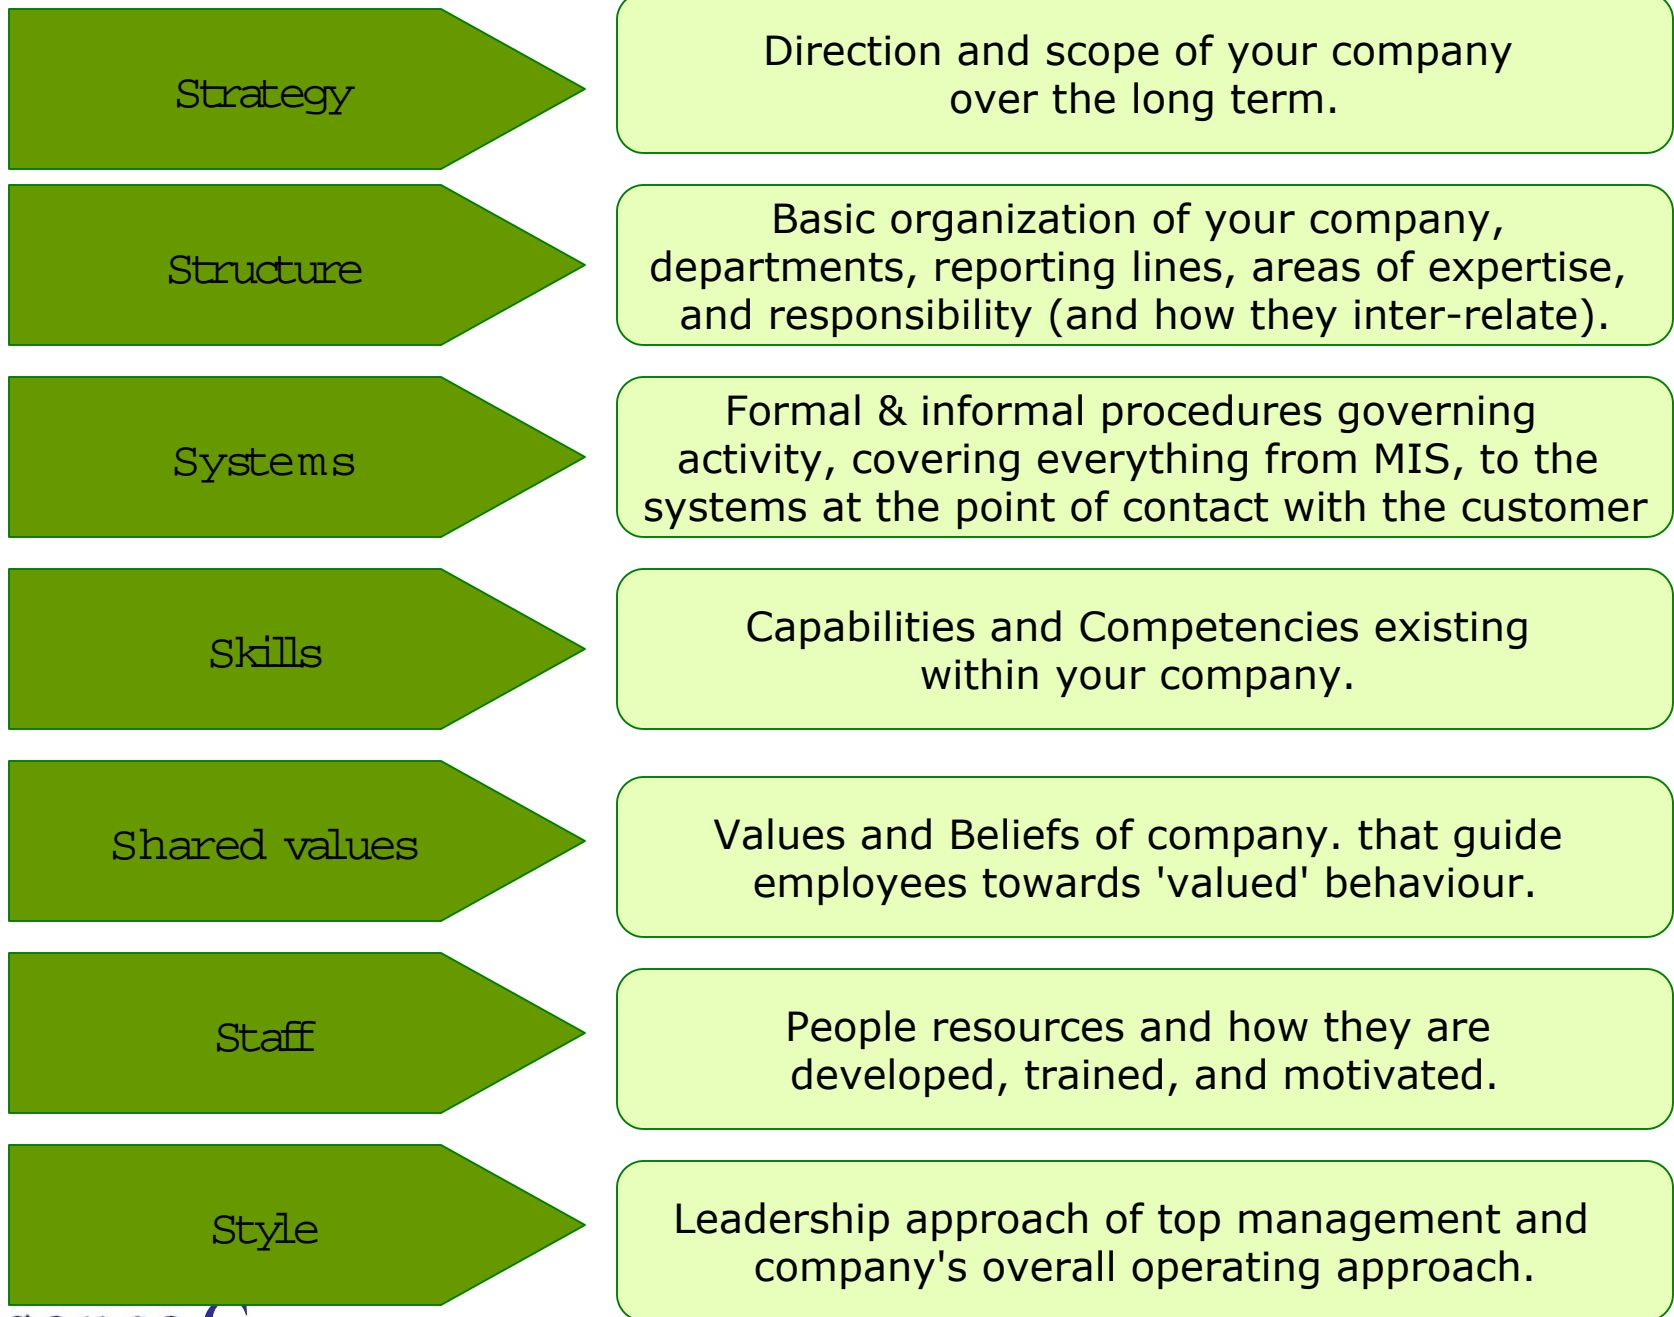 Strategy
Direction and scope of your company
over the long term.
Structure
Basic organization of your company,
departments, reporting lines, areas of expertise,
and responsibility (and how they inter-relate).
Systems
Formal & informal procedures governing
activity, covering everything from MIS, to the
systems at the point of contact with the customer
Skills
Capabilities and Competencies existing
within your company.
Shared values
Values and Beliefs of company. that guide
employees towards 'valued' behaviour.
Staff
People resources and how they are
developed, trained, and motivated.
Style
Leadership approach of top management and
company's overall operating approach.